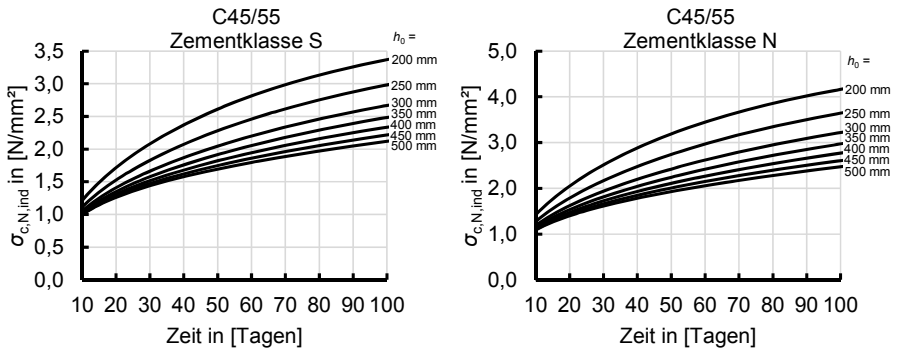 C45/55
Zementklasse S
h₀ =
3,5
3,0
2,5
2,0
1,5
1,0
0,5
0,0
σc,N,ind in [N/mm²]
200 mm
250 mm
300 mm
350 mm
400 mm
450 mm
500 mm
10 20 30 40 50 60 70 80 90 100
Zeit in [Tagen]
C45/55
Zementklasse N
h₀ =
5,0
4,0
3,0
2,0
1,0
0,0
σc,N,ind in [N/mm²]
200 mm
250 mm
300 mm
350 mm
400 mm
450 mm
500 mm
10 20 30 40 50 60 70 80 90 100
Zeit in [Tagen]